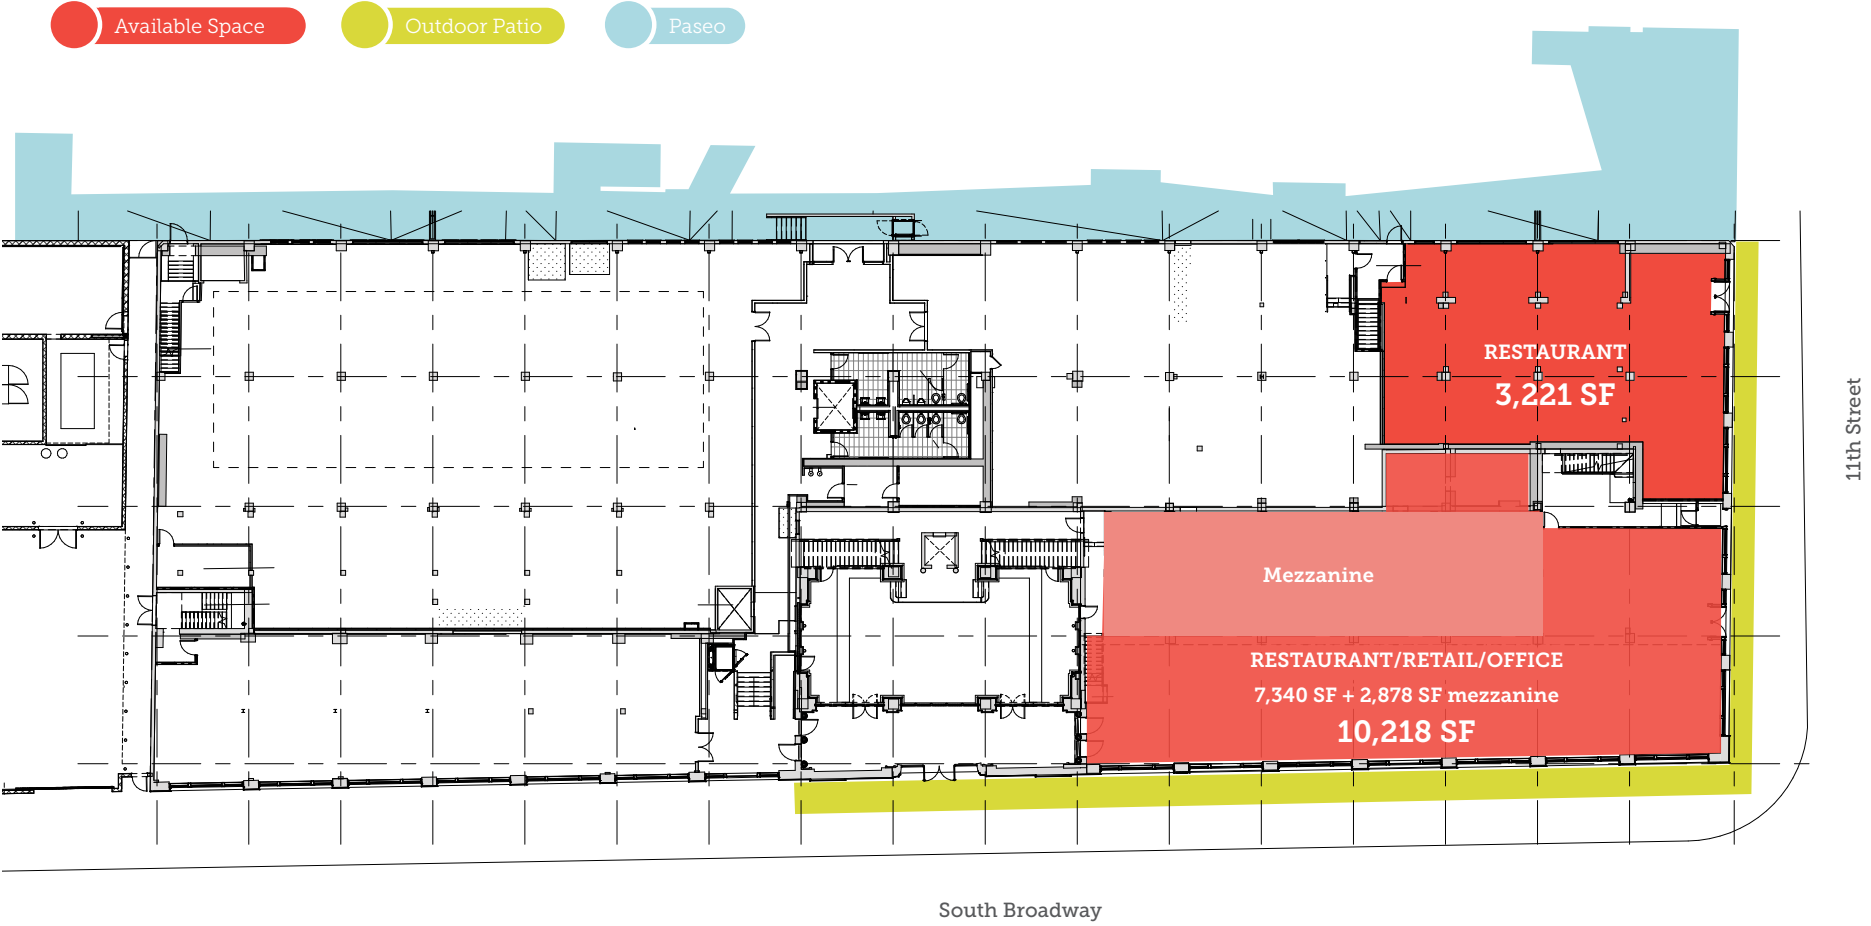 Available Space
Outdoor Patio
Paseo
RESTAURANT
3,221 SF
11th Street
Mezzanine
RESTAURANT/RETAIL/OFFICE
7,340 SF + 2,878 SF mezzanine
10,218 SF
South Broadway